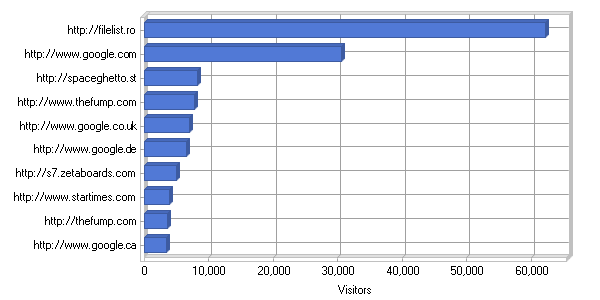 http://filelist.ro
http://www.google.com
http://spaceghetto.st
http://www.thefump.com
http://www.google.co.uk
http://www.google.de
http://s7.zetaboards.com
http://www.startimes.com
http://thefump.com
http://www.google.ca
0 10,000 20,000 30,000 40,000 50,000 60,000
Visitors